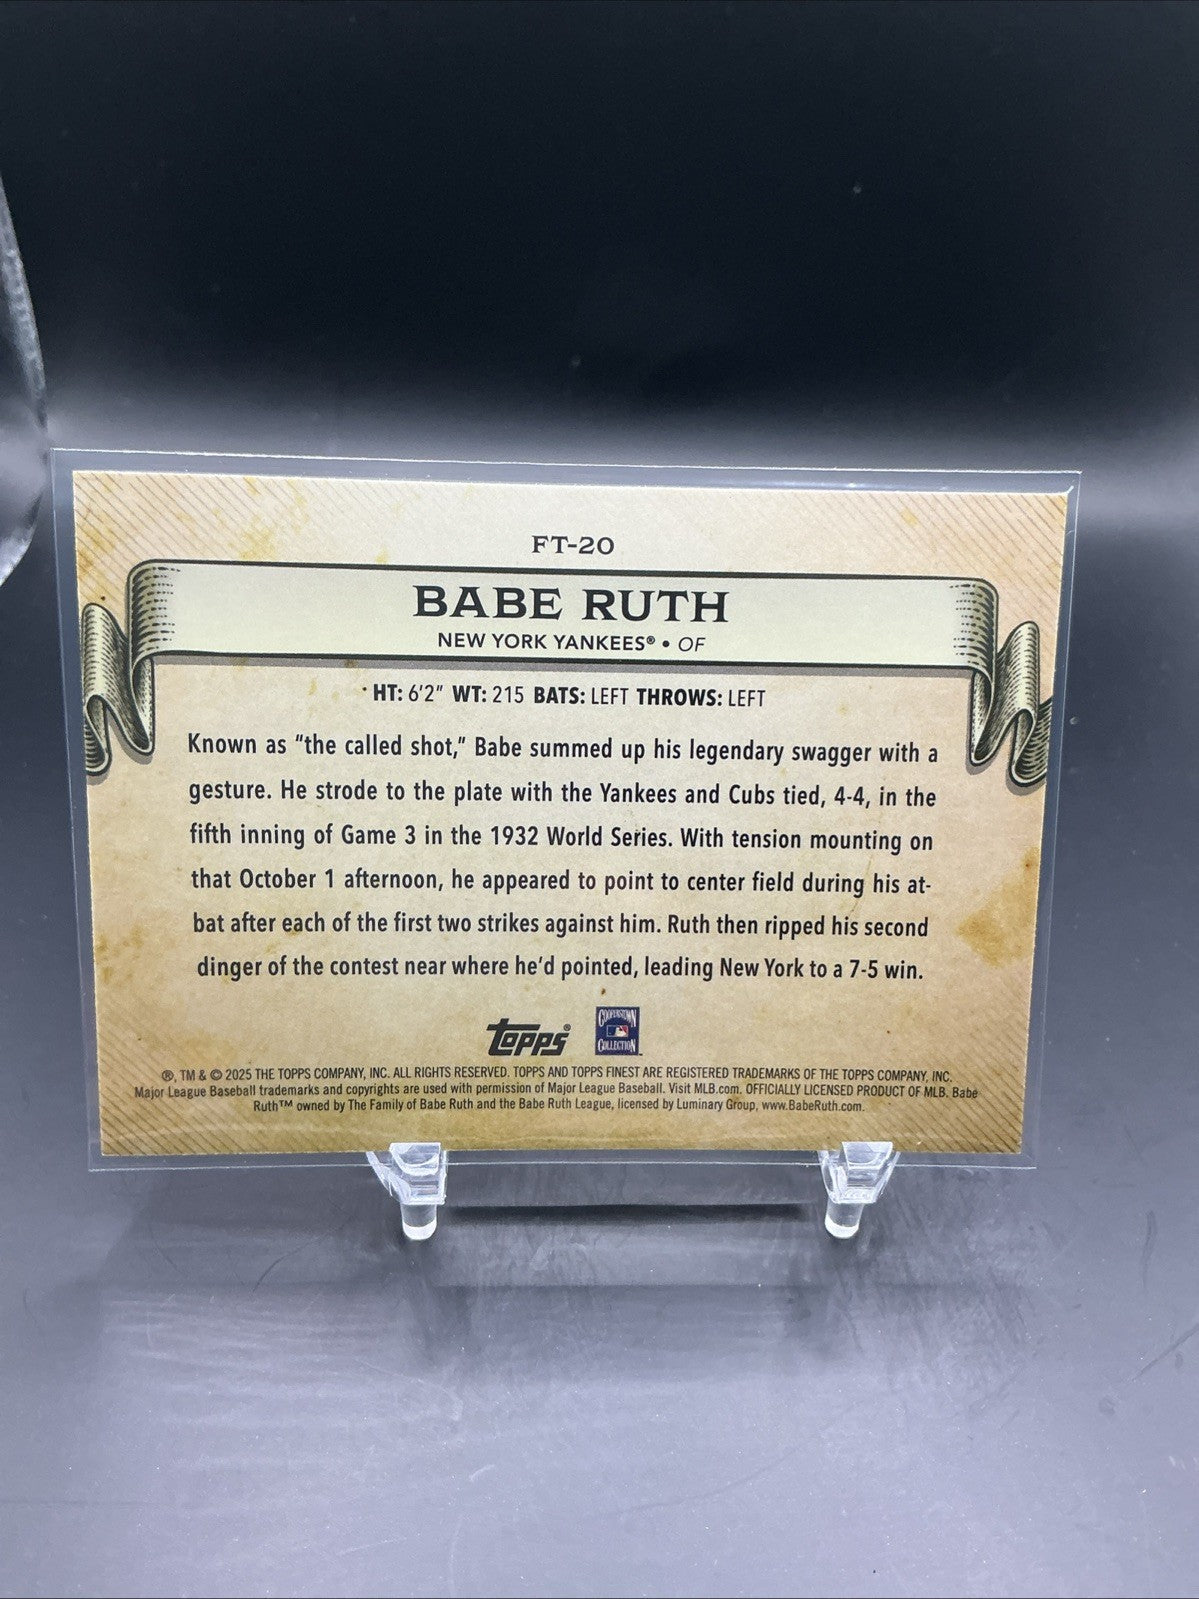 FT-20
BABE RUTH
NEW YORK YANKEES® • OF
HT: 6'2" WT: 215 BATS: LEFT THROWS: LEFT
Known as "the called shot," Babe summed up his legendary swagger with a
gesture. He strode to the plate with the Yankees and Cubs tied, 4-4, in the
fifth inning of Game 3 in the 1932 World Series. With tension mounting on
that October 1 afternoon, he appeared to point to center field during his at-
bat after each of the first two strikes against him. Ruth then ripped his second
dinger of the contest near where he'd pointed, leading New York to a 7-5 win.
topps®
COOPERSTOWN
COLLECTION™
®, TM & © 2025 THE TOPPS COMPANY, INC. ALL RIGHTS RESERVED. TOPPS AND TOPPS FINEST ARE REGISTERED TRADEMARKS OF THE TOPPS COMPANY, INC.
Major League Baseball trademarks and copyrights are used with permission of Major League Baseball. Visit MLB.com. OFFICIALLY LICENSED PRODUCT OF MLB. Babe
Ruth™ owned by The Family of Babe Ruth and the Babe Ruth League, licensed by Luminary Group, www.BabeRuth.com.